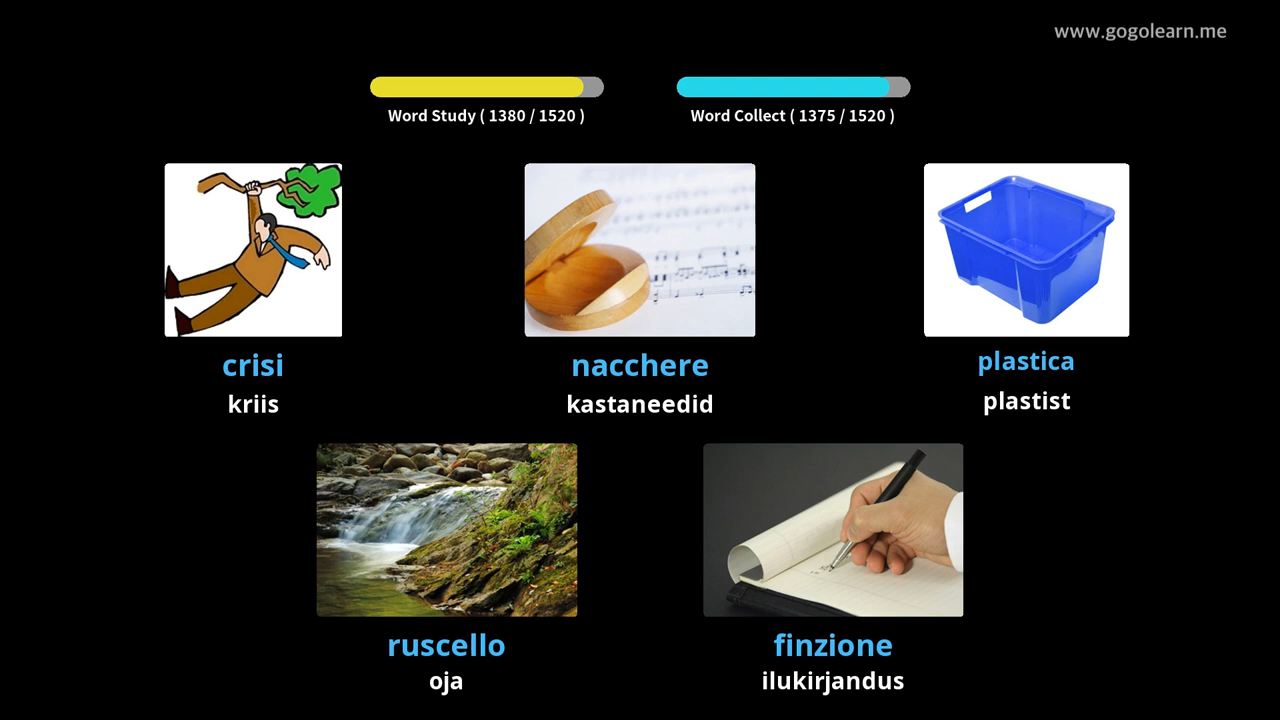 www.gogolearn.me
Word Study ( 1380 / 1520 )
Word Collect ( 1375 / 1520 )
crisi
kriis
nacchere
kastaneedid
plastica
plastist
ruscello
oja
finzione
ilukirjandus